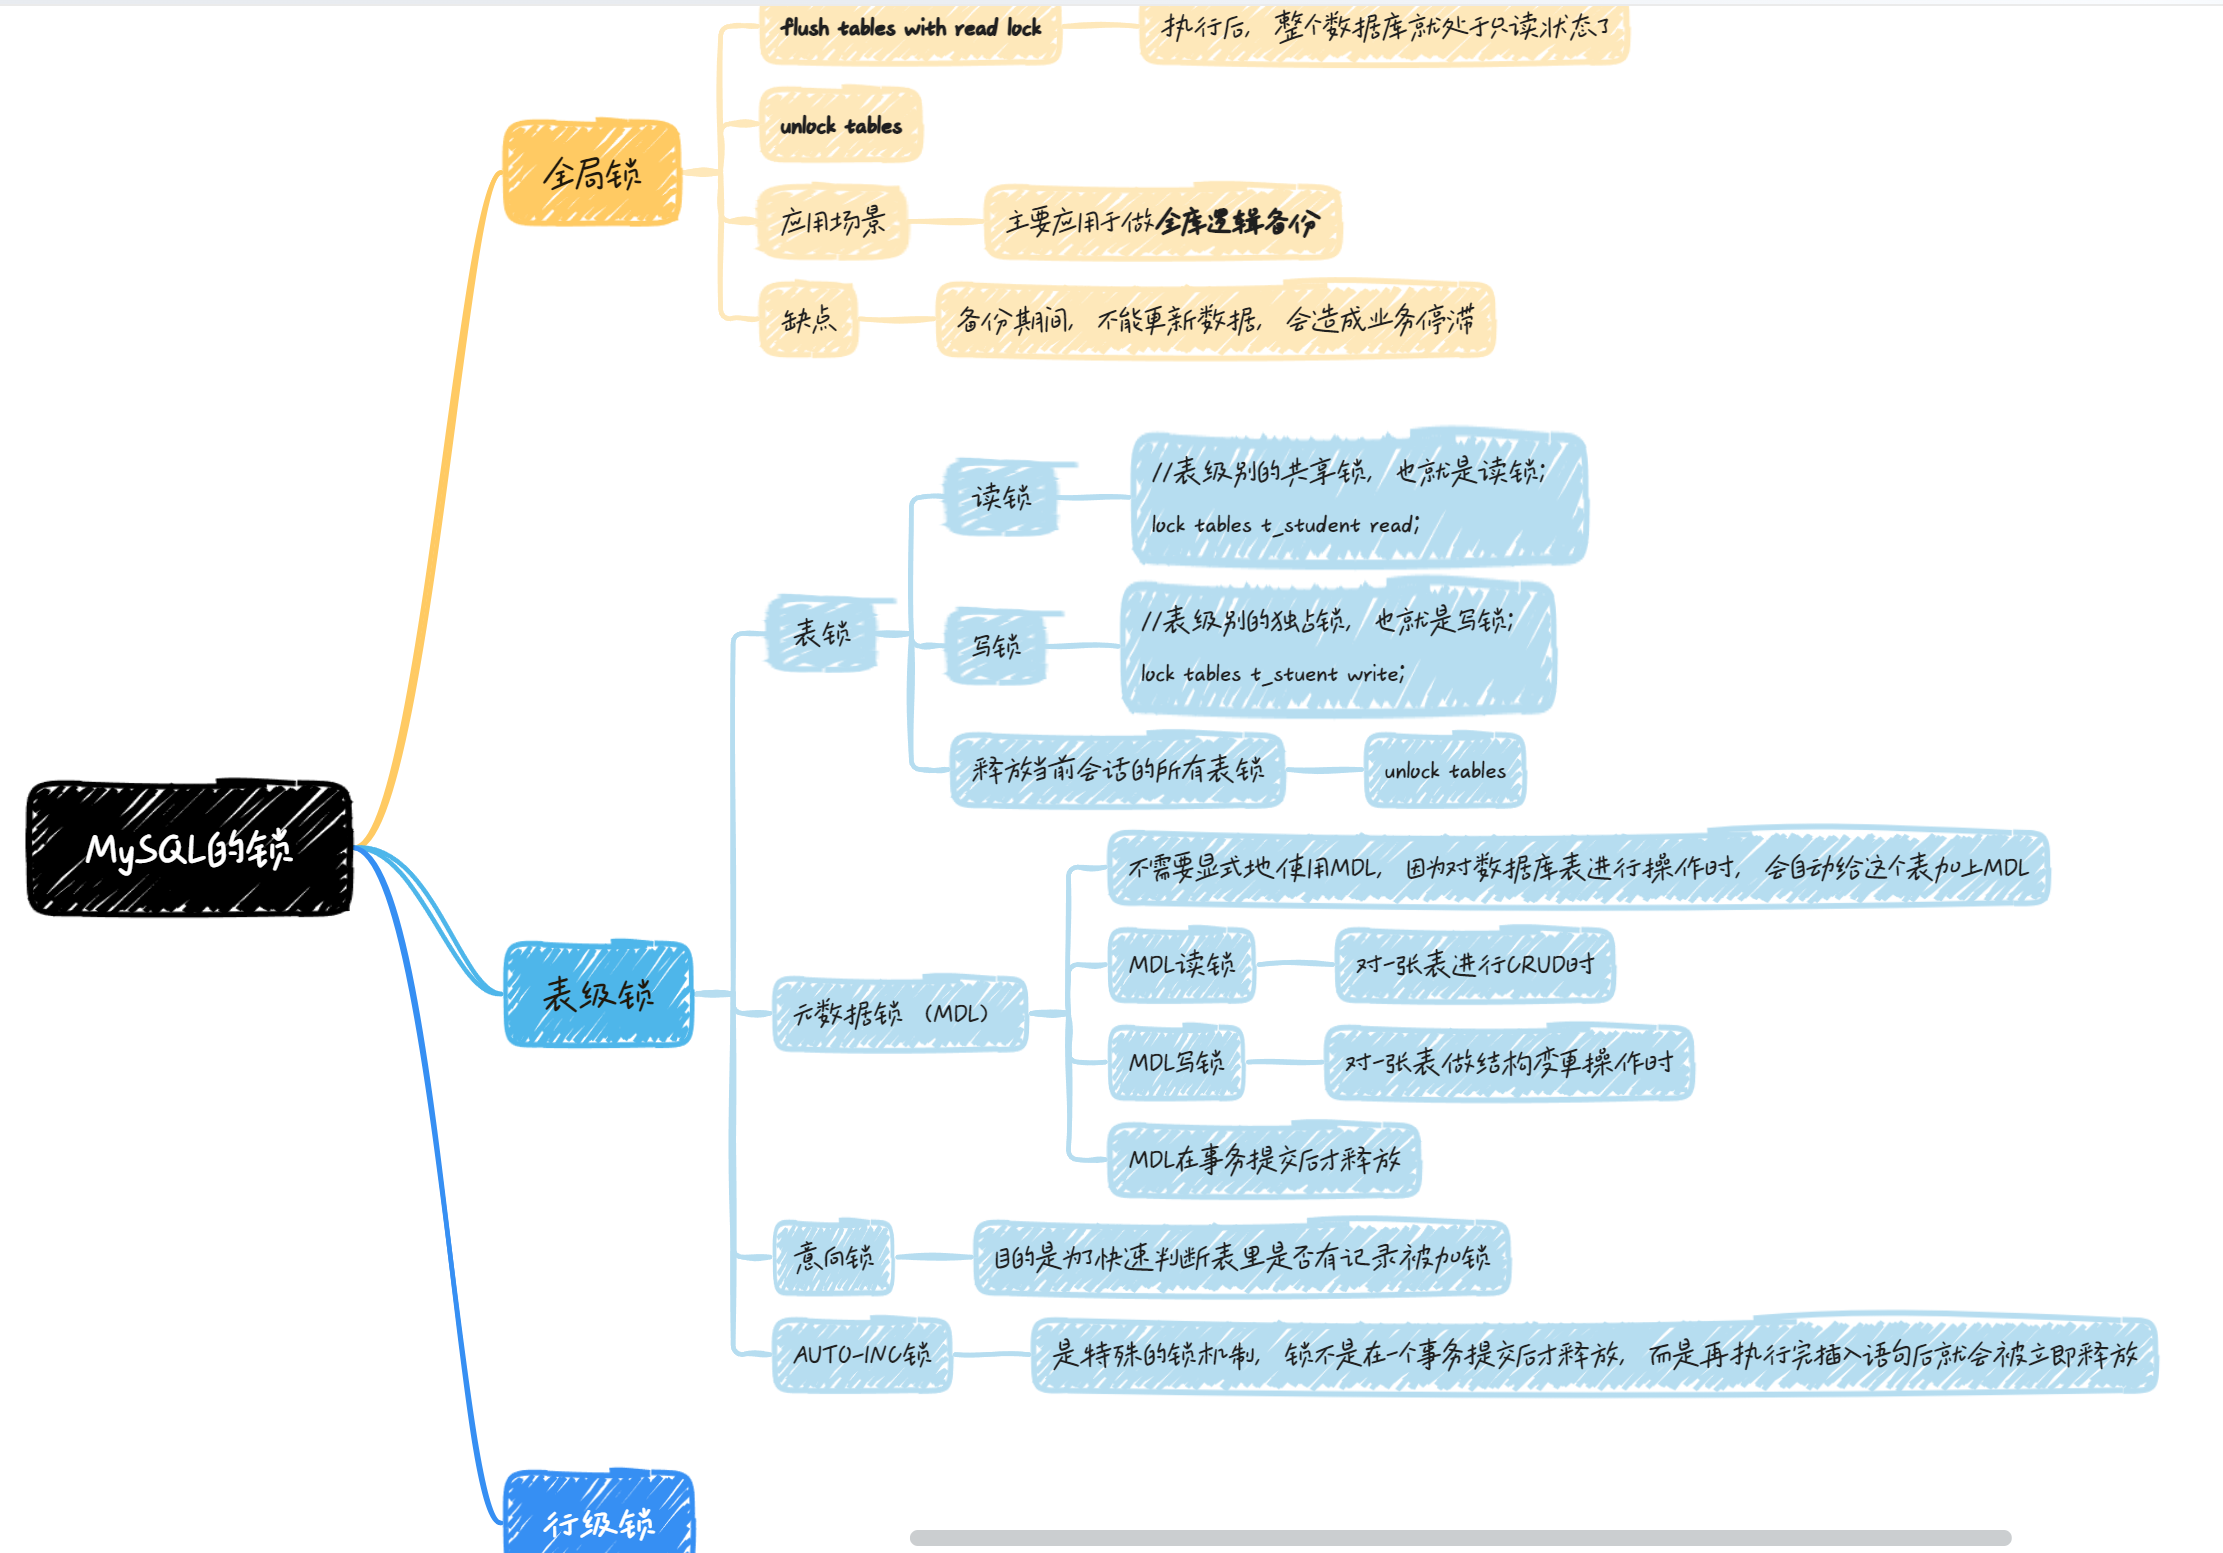 MySQL的锁
全局锁
flush tables with read lock
执行后，整个数据库就处于只读状态了
unlock tables
应用场景
主要应用于做全库逻辑备份
缺点
备份期间，不能更新数据，会造成业务停滞
表级锁
表锁
读锁
//表级别的共享锁，也就是读锁；
lock tables t_student read;
写锁
//表级别的独占锁，也就是写锁；
lock tables t_stuent write;
释放当前会话的所有表锁
unlock tables
元数据锁（MDL）
不需要显式地使用MDL，因为对数据库表进行操作时，会自动给这个表加上MDL
MDL读锁
对一张表进行CRUD时
MDL写锁
对一张表做结构变更操作时
MDL在事务提交后才释放
意向锁
目的是为了快速判断表里是否有记录被加锁
AUTO-INC锁
是特殊的锁机制，锁不是在一个事务提交后才释放，而是再执行完插入语句后就会被立即释放
行级锁